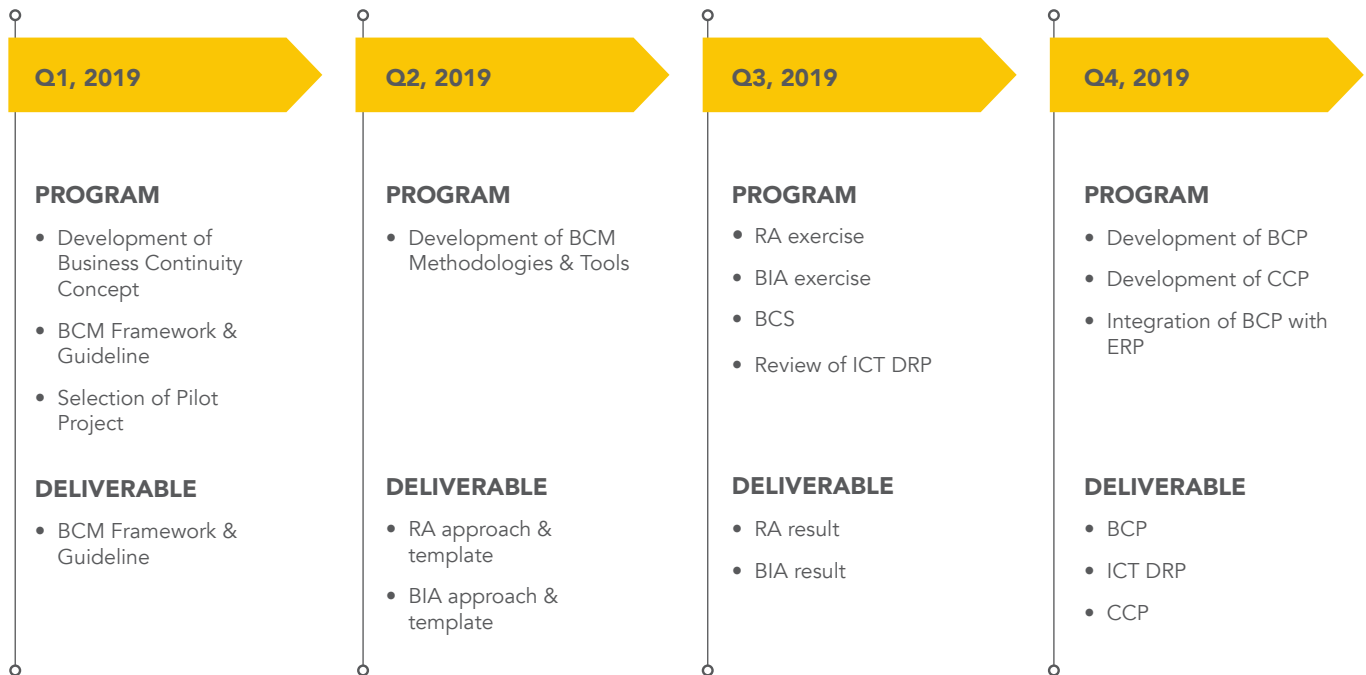 Q1, 2019
PROGRAM
• Development of
Business Continuity
Concept
• BCM Framework &
Guideline
• Selection of Pilot
Project
DELIVERABLE
• BCM Framework &
Guideline
Q2, 2019
PROGRAM
• Development of BCM
Methodologies & Tools
DELIVERABLE
• RA approach &
template
• BIA approach &
template
Q3, 2019
PROGRAM
• RA exercise
• BIA exercise
• BCS
• Review of ICT DRP
DELIVERABLE
• RA result
• BIA result
Q4, 2019
PROGRAM
• Development of BCP
• Development of CCP
• Integration of BCP with
ERP
DELIVERABLE
• BCP
• ICT DRP
• CCP